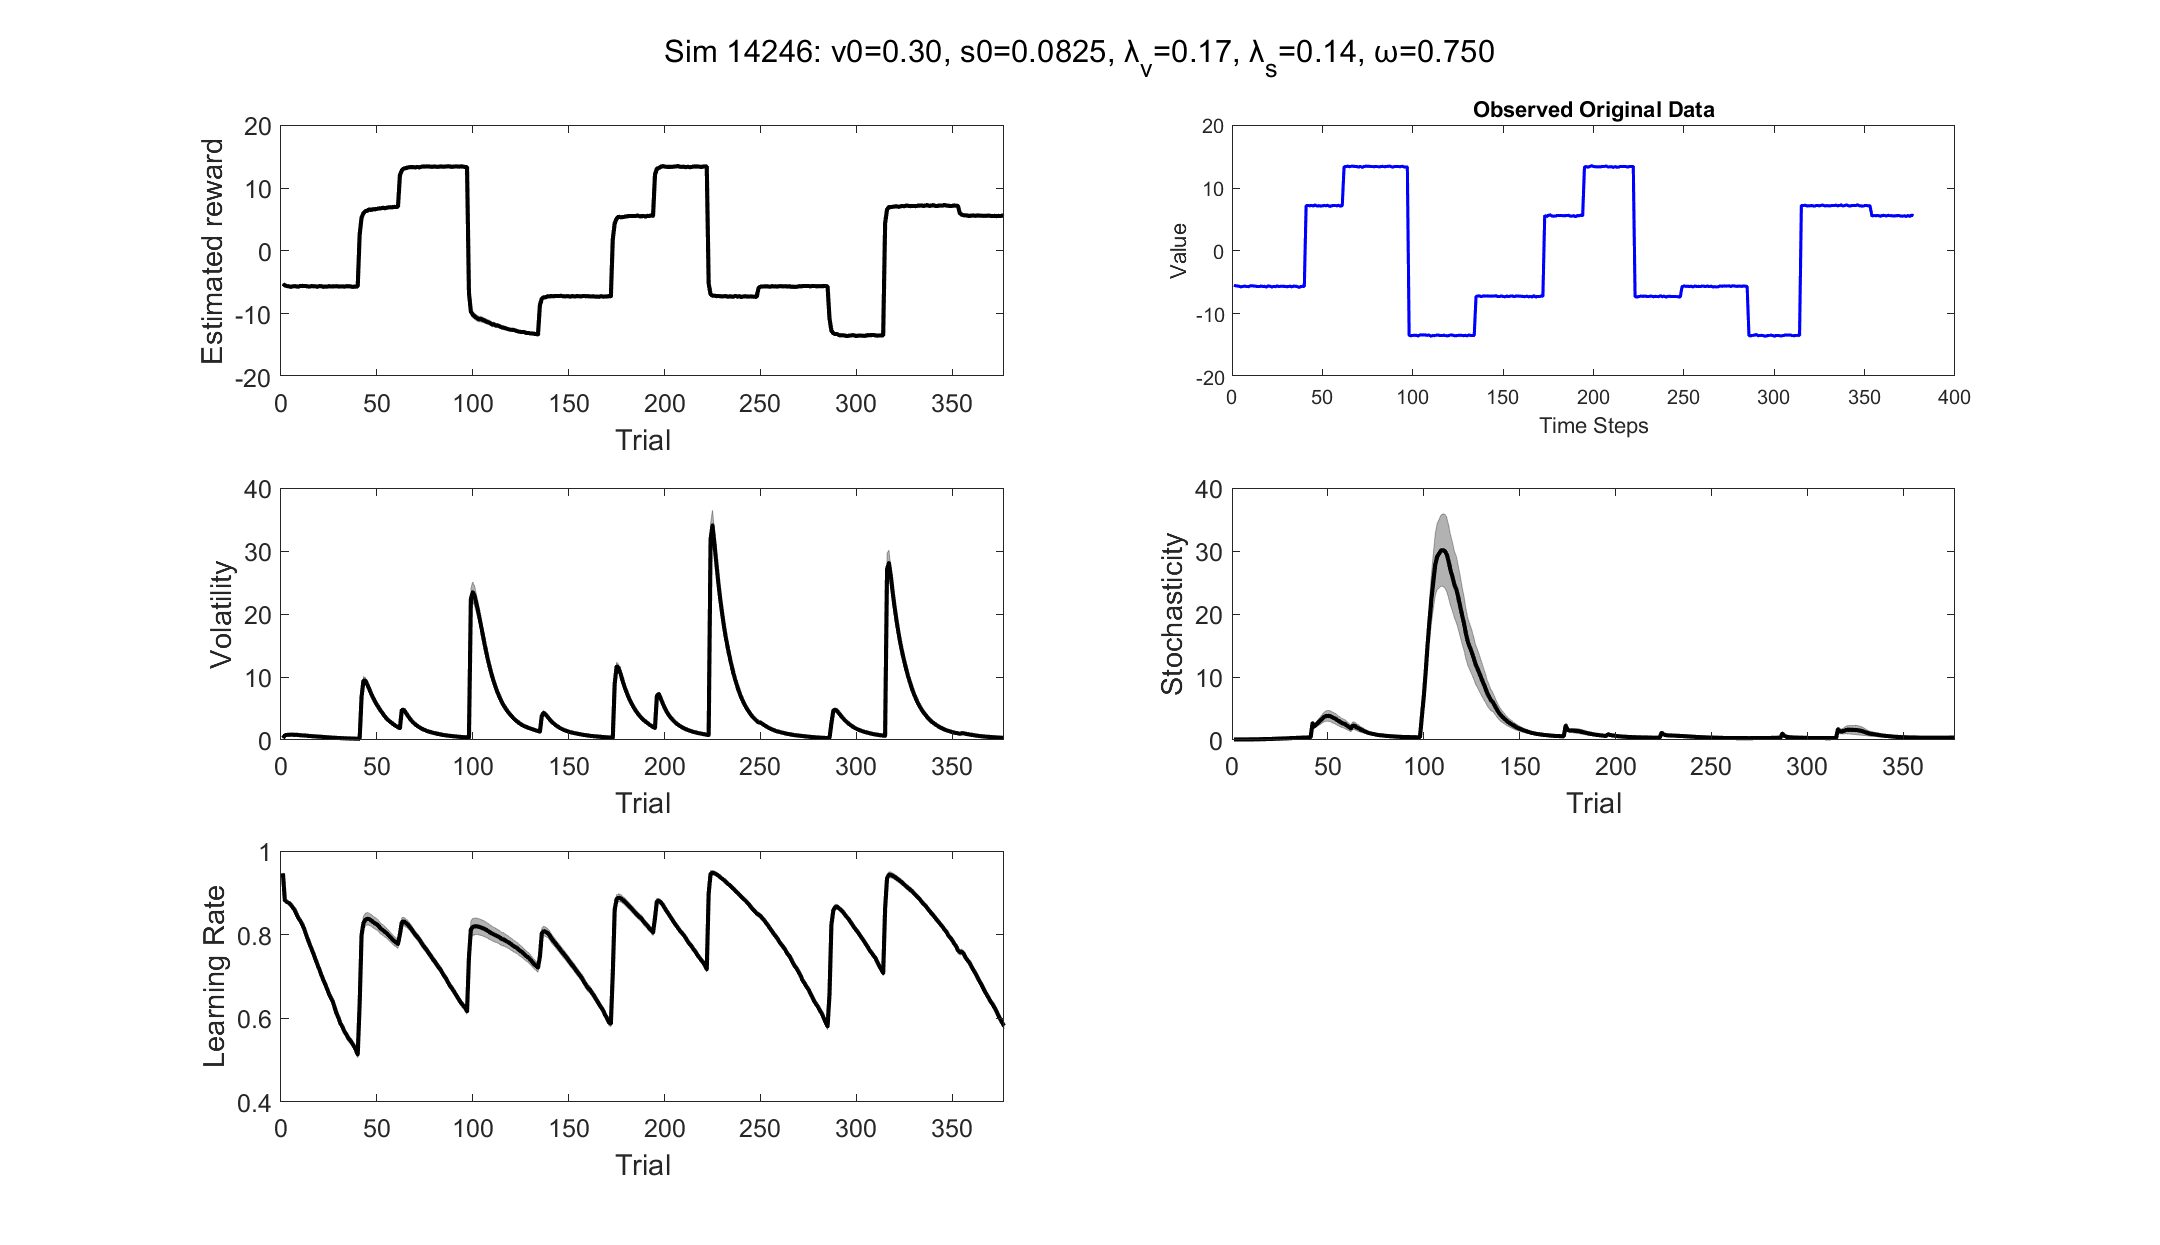 Sim 14246: v0=0.30, s0=0.0825, λ_v=0.17, λ_s=0.14, ω=0.750
Estimated reward
20
10
0
-10
-20
0 50 100 150 200 250 300 350
Trial
Observed Original Data
Value
20
10
0
-10
-20
0 50 100 150 200 250 300 350 400
Time Steps
Volatility
40
30
20
10
0
0 50 100 150 200 250 300 350
Trial
Stochasticity
40
30
20
10
0
0 50 100 150 200 250 300 350
Trial
Learning Rate
1
0.8
0.6
0.4
0 50 100 150 200 250 300 350
Trial